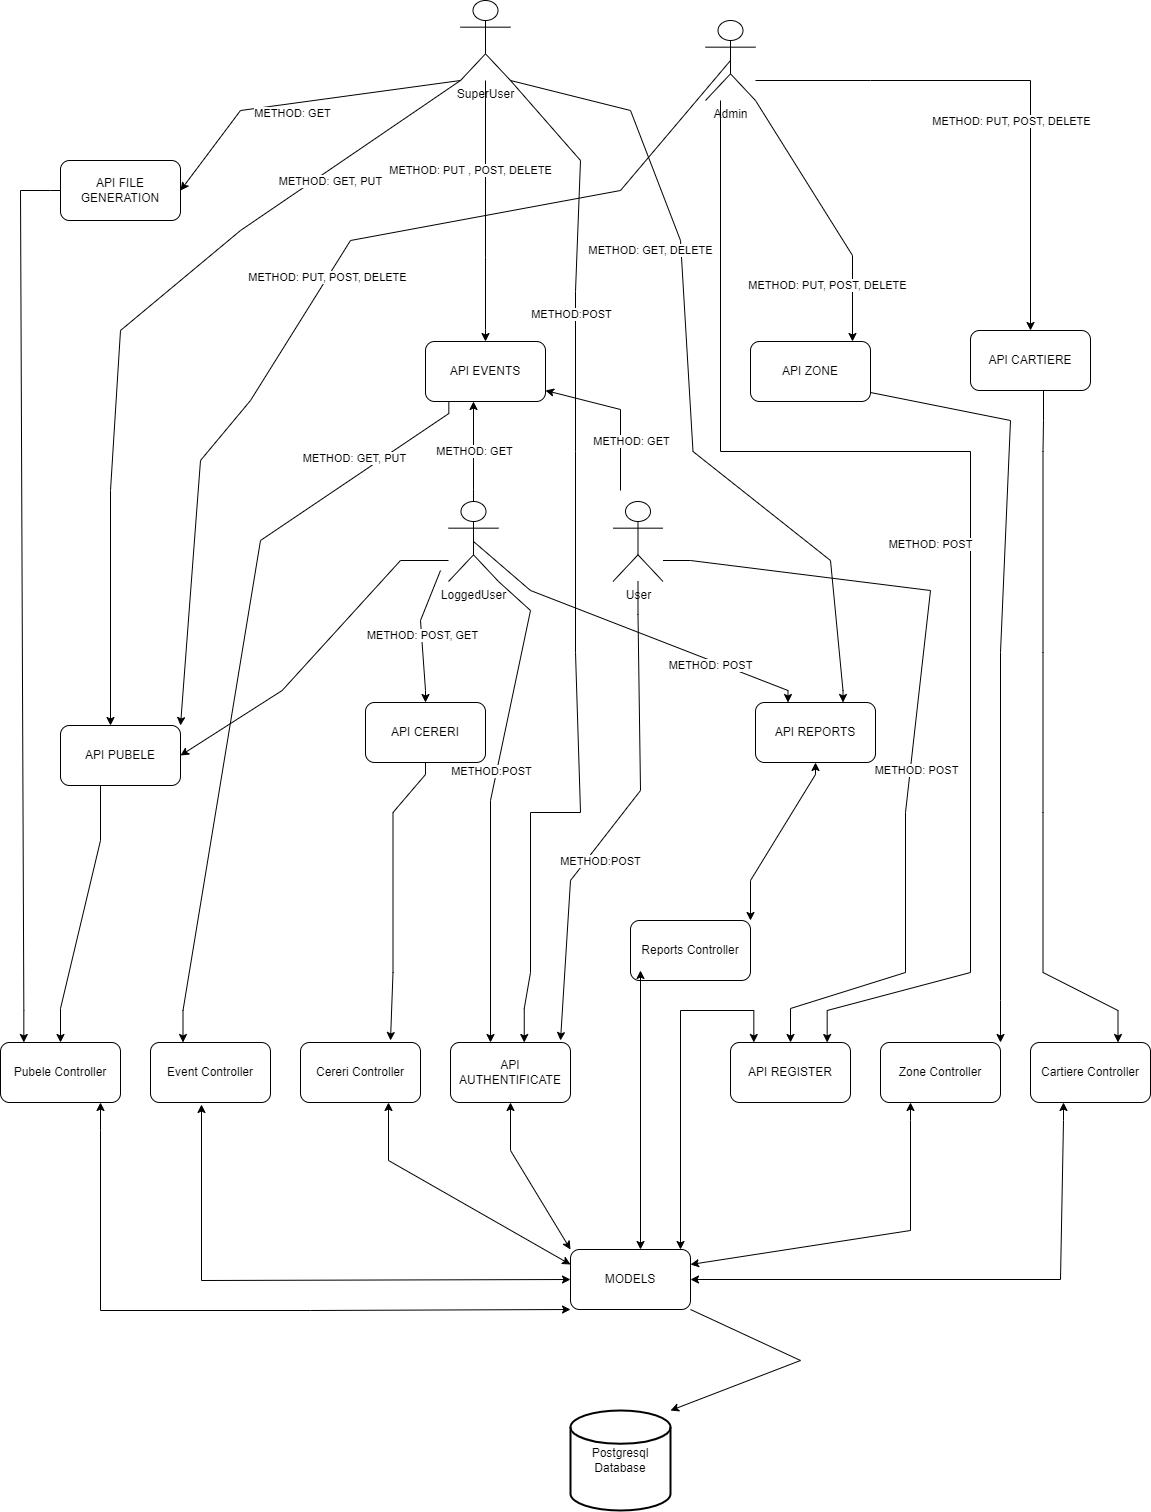 SuperUser
Admin
METHOD: GET
METHOD: PUT, POST, DELETE
METHOD: PUT , POST, DELETE
METHOD: GET, PUT
API FILE
GENERATION
METHOD: GET, DELETE
METHOD: PUT, POST, DELETE
METHOD: PUT, POST, DELETE
METHOD:POST
API EVENTS
API ZONE
API CARTIERE
METHOD: GET, PUT
METHOD: GET
METHOD: GET
METHOD: POST
LoggedUser
User
METHOD: POST, GET
METHOD: POST
API PUBELE
API CERERI
API REPORTS
METHOD:POST
METHOD: POST
METHOD:POST
Reports Controller
Pubele Controller
Event Controller
Cereri Controller
API
AUTHENTIFICATE
API REGISTER
Zone Controller
Cartiere Controller
MODELS
Postgresql
Database